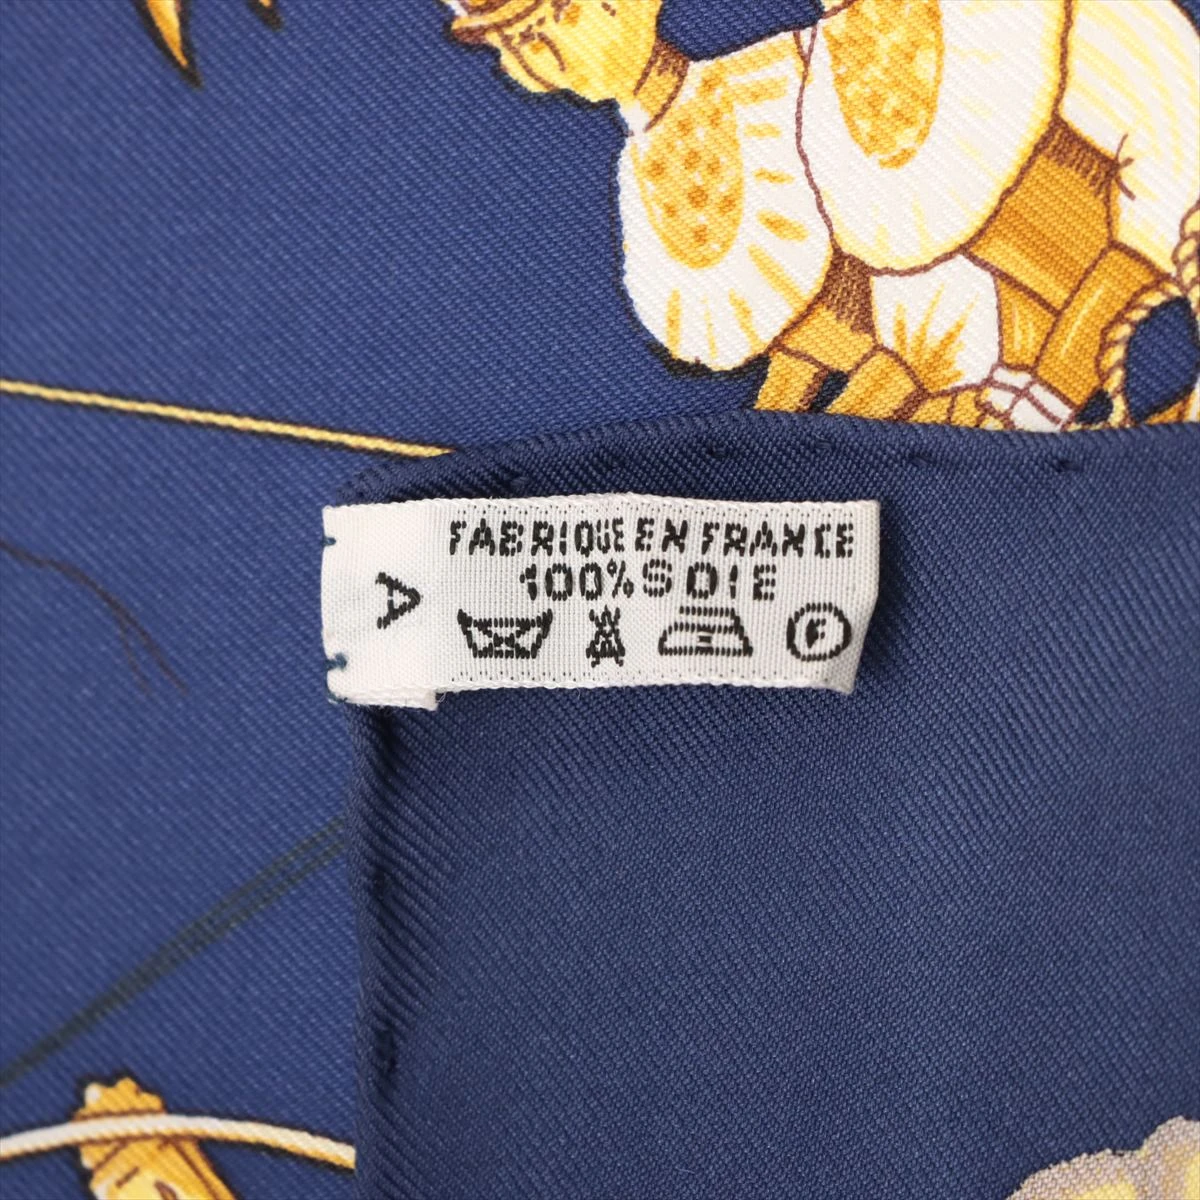 FABRIQUE EN FRANCE
100% SOIE
A
F